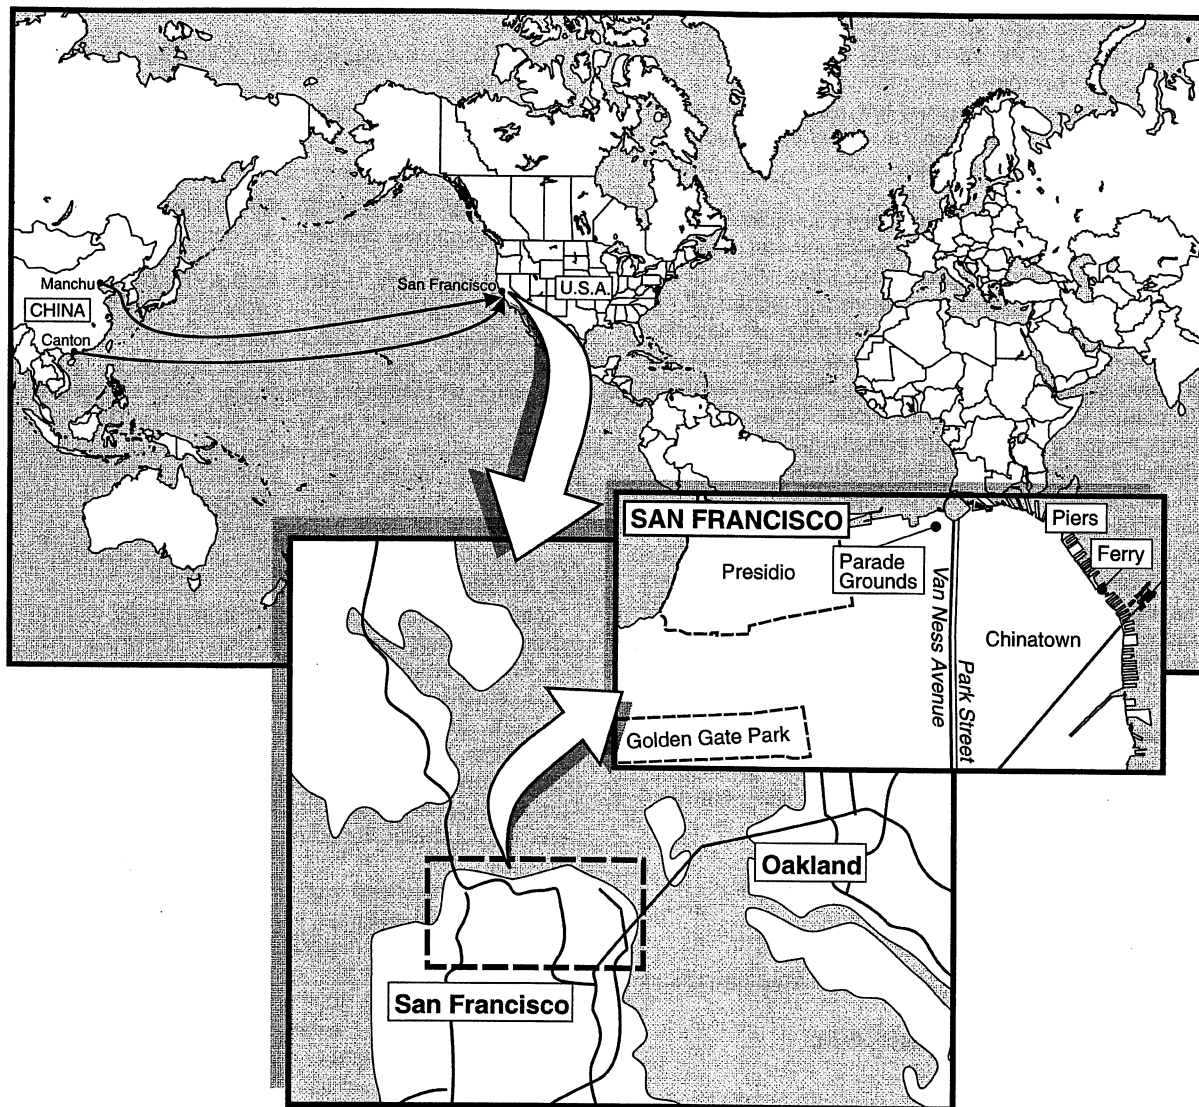 Manchu
CHINA
Canton
San Francisco
U.S.A.
SAN FRANCISCO
Piers
Ferry
Parade
Grounds
Presidio
Van Ness Avenue
Park Street
Chinatown
Golden Gate Park
Oakland
San Francisco